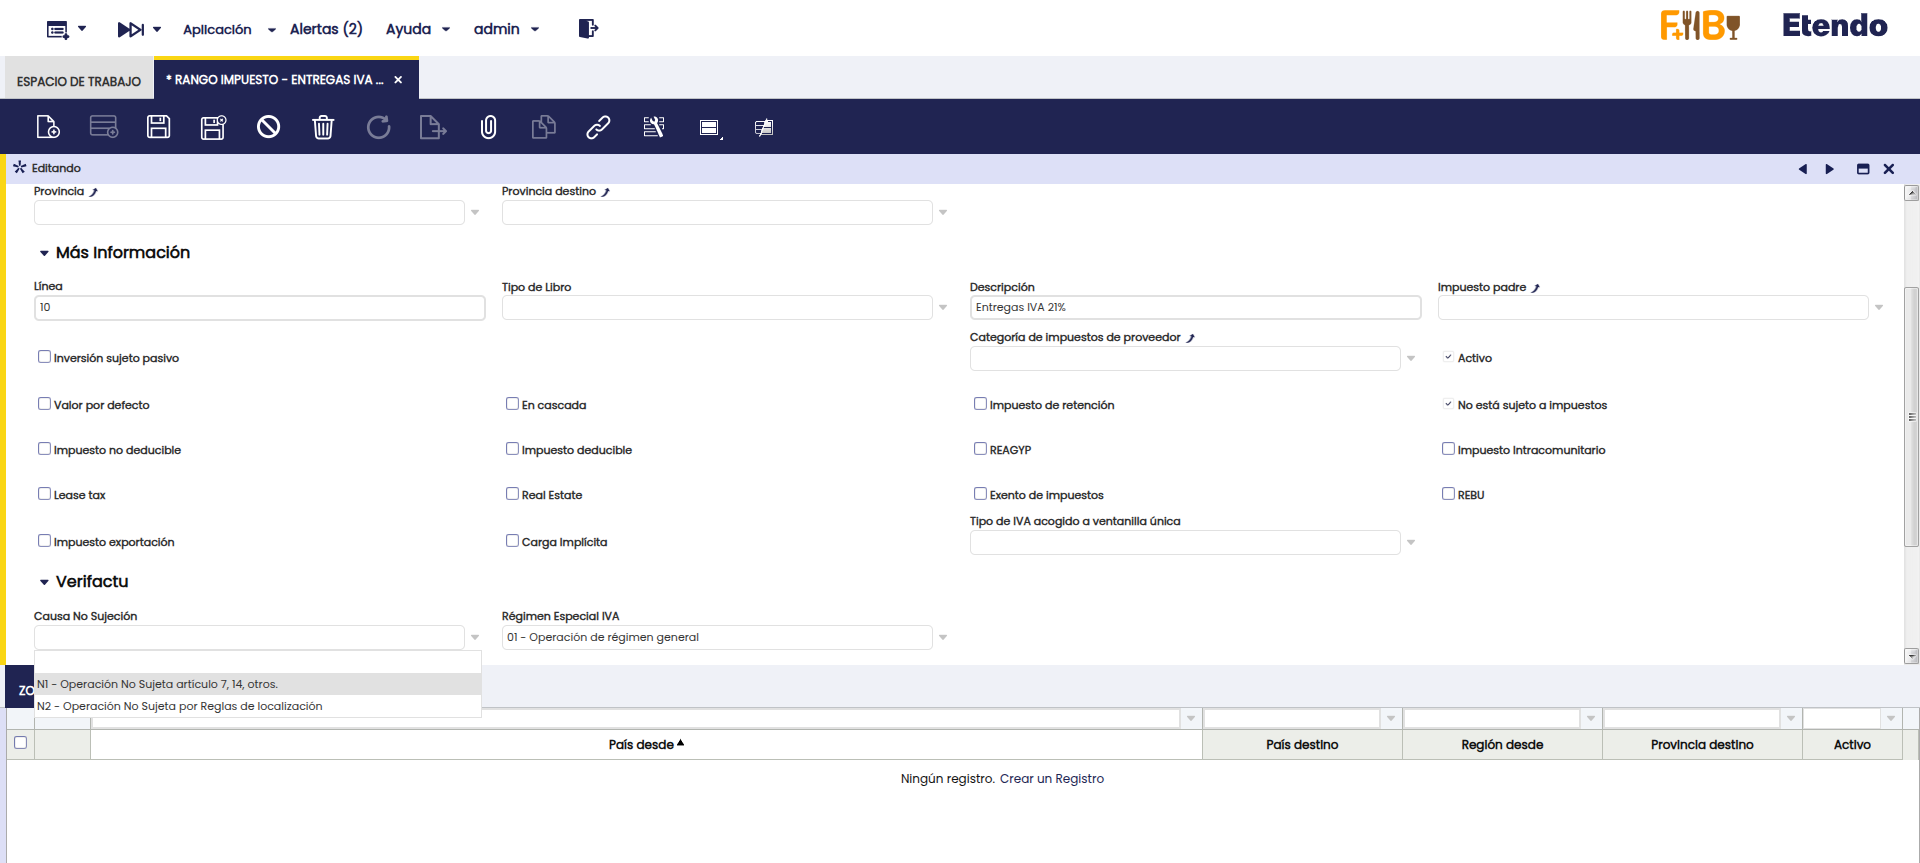 Aplicación
Alertas (2)
Ayuda
admin
F+IIBY
Etendo
ESPACIO DE TRABAJO
* RANGO IMPUESTO - ENTREGAS IVA ...
Editando
Provincia
Provincia destino
Más Información
Línea
Tipo de Libro
Descripción
Impuesto padre
10
Entregas IVA 21%
Categoría de impuestos de proveedor
Inversión sujeto pasivo
Activo
Valor por defecto
En cascada
Impuesto de retención
No está sujeto a impuestos
Impuesto no deducible
Impuesto deducible
REAGYP
Impuesto Intracomunitario
Lease tax
Real Estate
Exento de impuestos
REBU
Tipo de IVA acogido a ventanilla única
Impuesto exportación
Carga Implícita
Verifactu
Causa No Sujeción
Régimen Especial IVA
01 - Operación de régimen general
N1 - Operación No Sujeta artículo 7, 14, otros.
ZO
N2 - Operación No Sujeta por Reglas de localización
País desde
País destino
Región desde
Provincia destino
Activo
Ningún registro. Crear un Registro